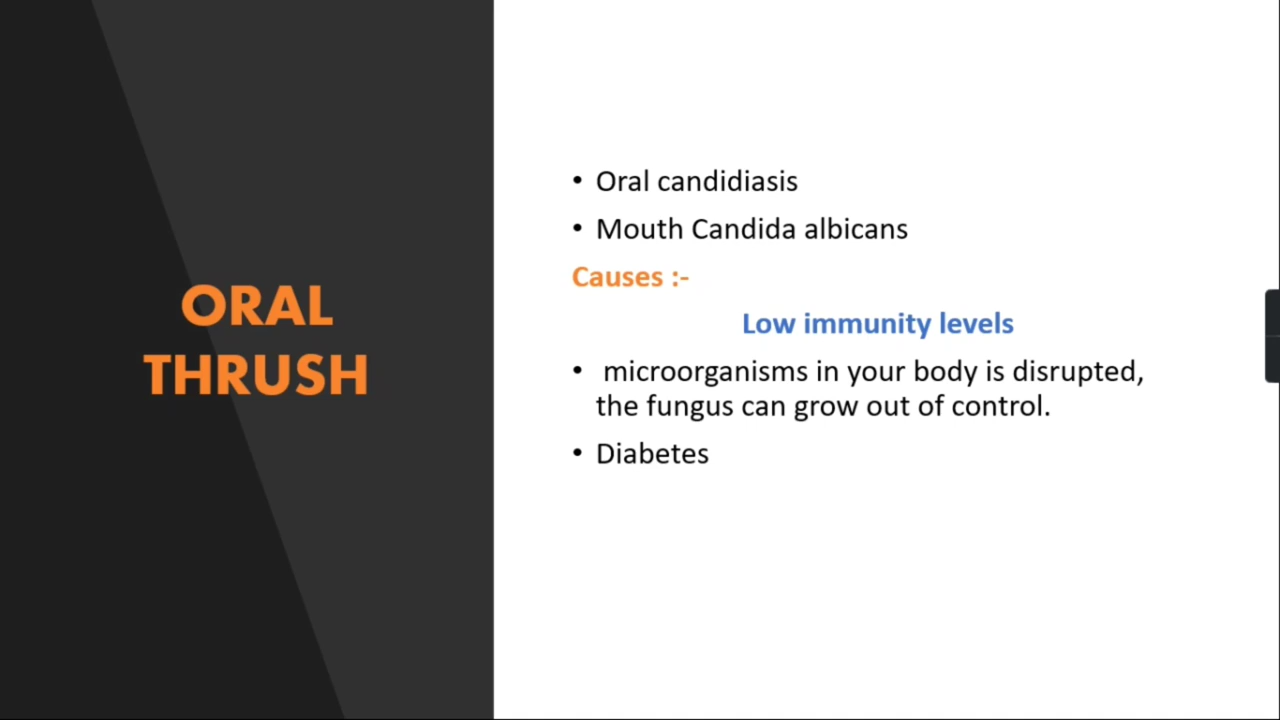 ORAL
THRUSH
• Oral candidiasis
• Mouth Candida albicans
Causes :-
Low immunity levels
• microorganisms in your body is disrupted,
the fungus can grow out of control.
• Diabetes